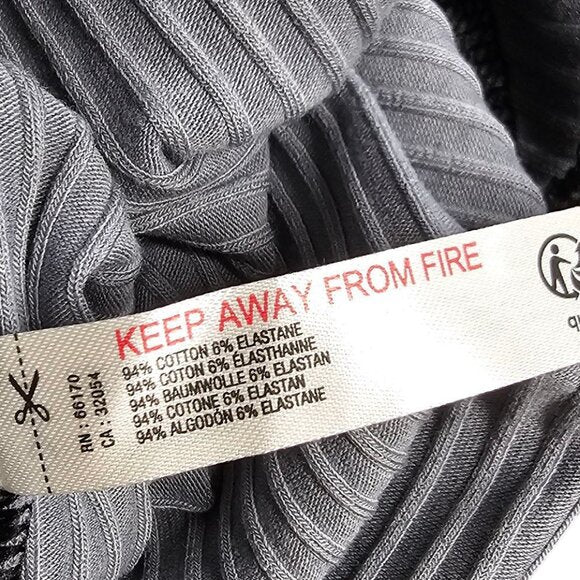 KEEP AWAY FROM FIRE
94% COTTON 6% ELASTANE
94% COTON 6% ELASTHANNE
94% BAUMWOLLE 6% ELASTAN
94% COTONE 6% ELASTAN
94% ALGODÓN 6% ELASTANE
RN : 66170
CA : 32054